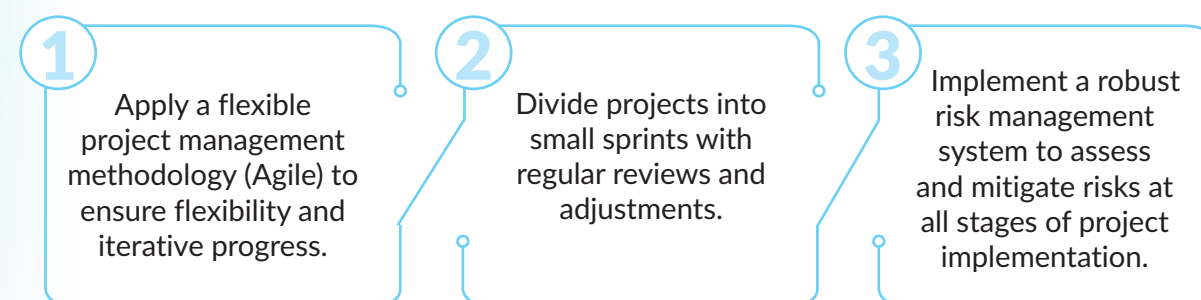 1
Apply a flexible
project management
methodology (Agile) to
ensure flexibility and
iterative progress.
2
Divide projects into
small sprints with
regular reviews and
adjustments.
3
Implement a robust
risk management
system to assess
and mitigate risks at
all stages of project
implementation.